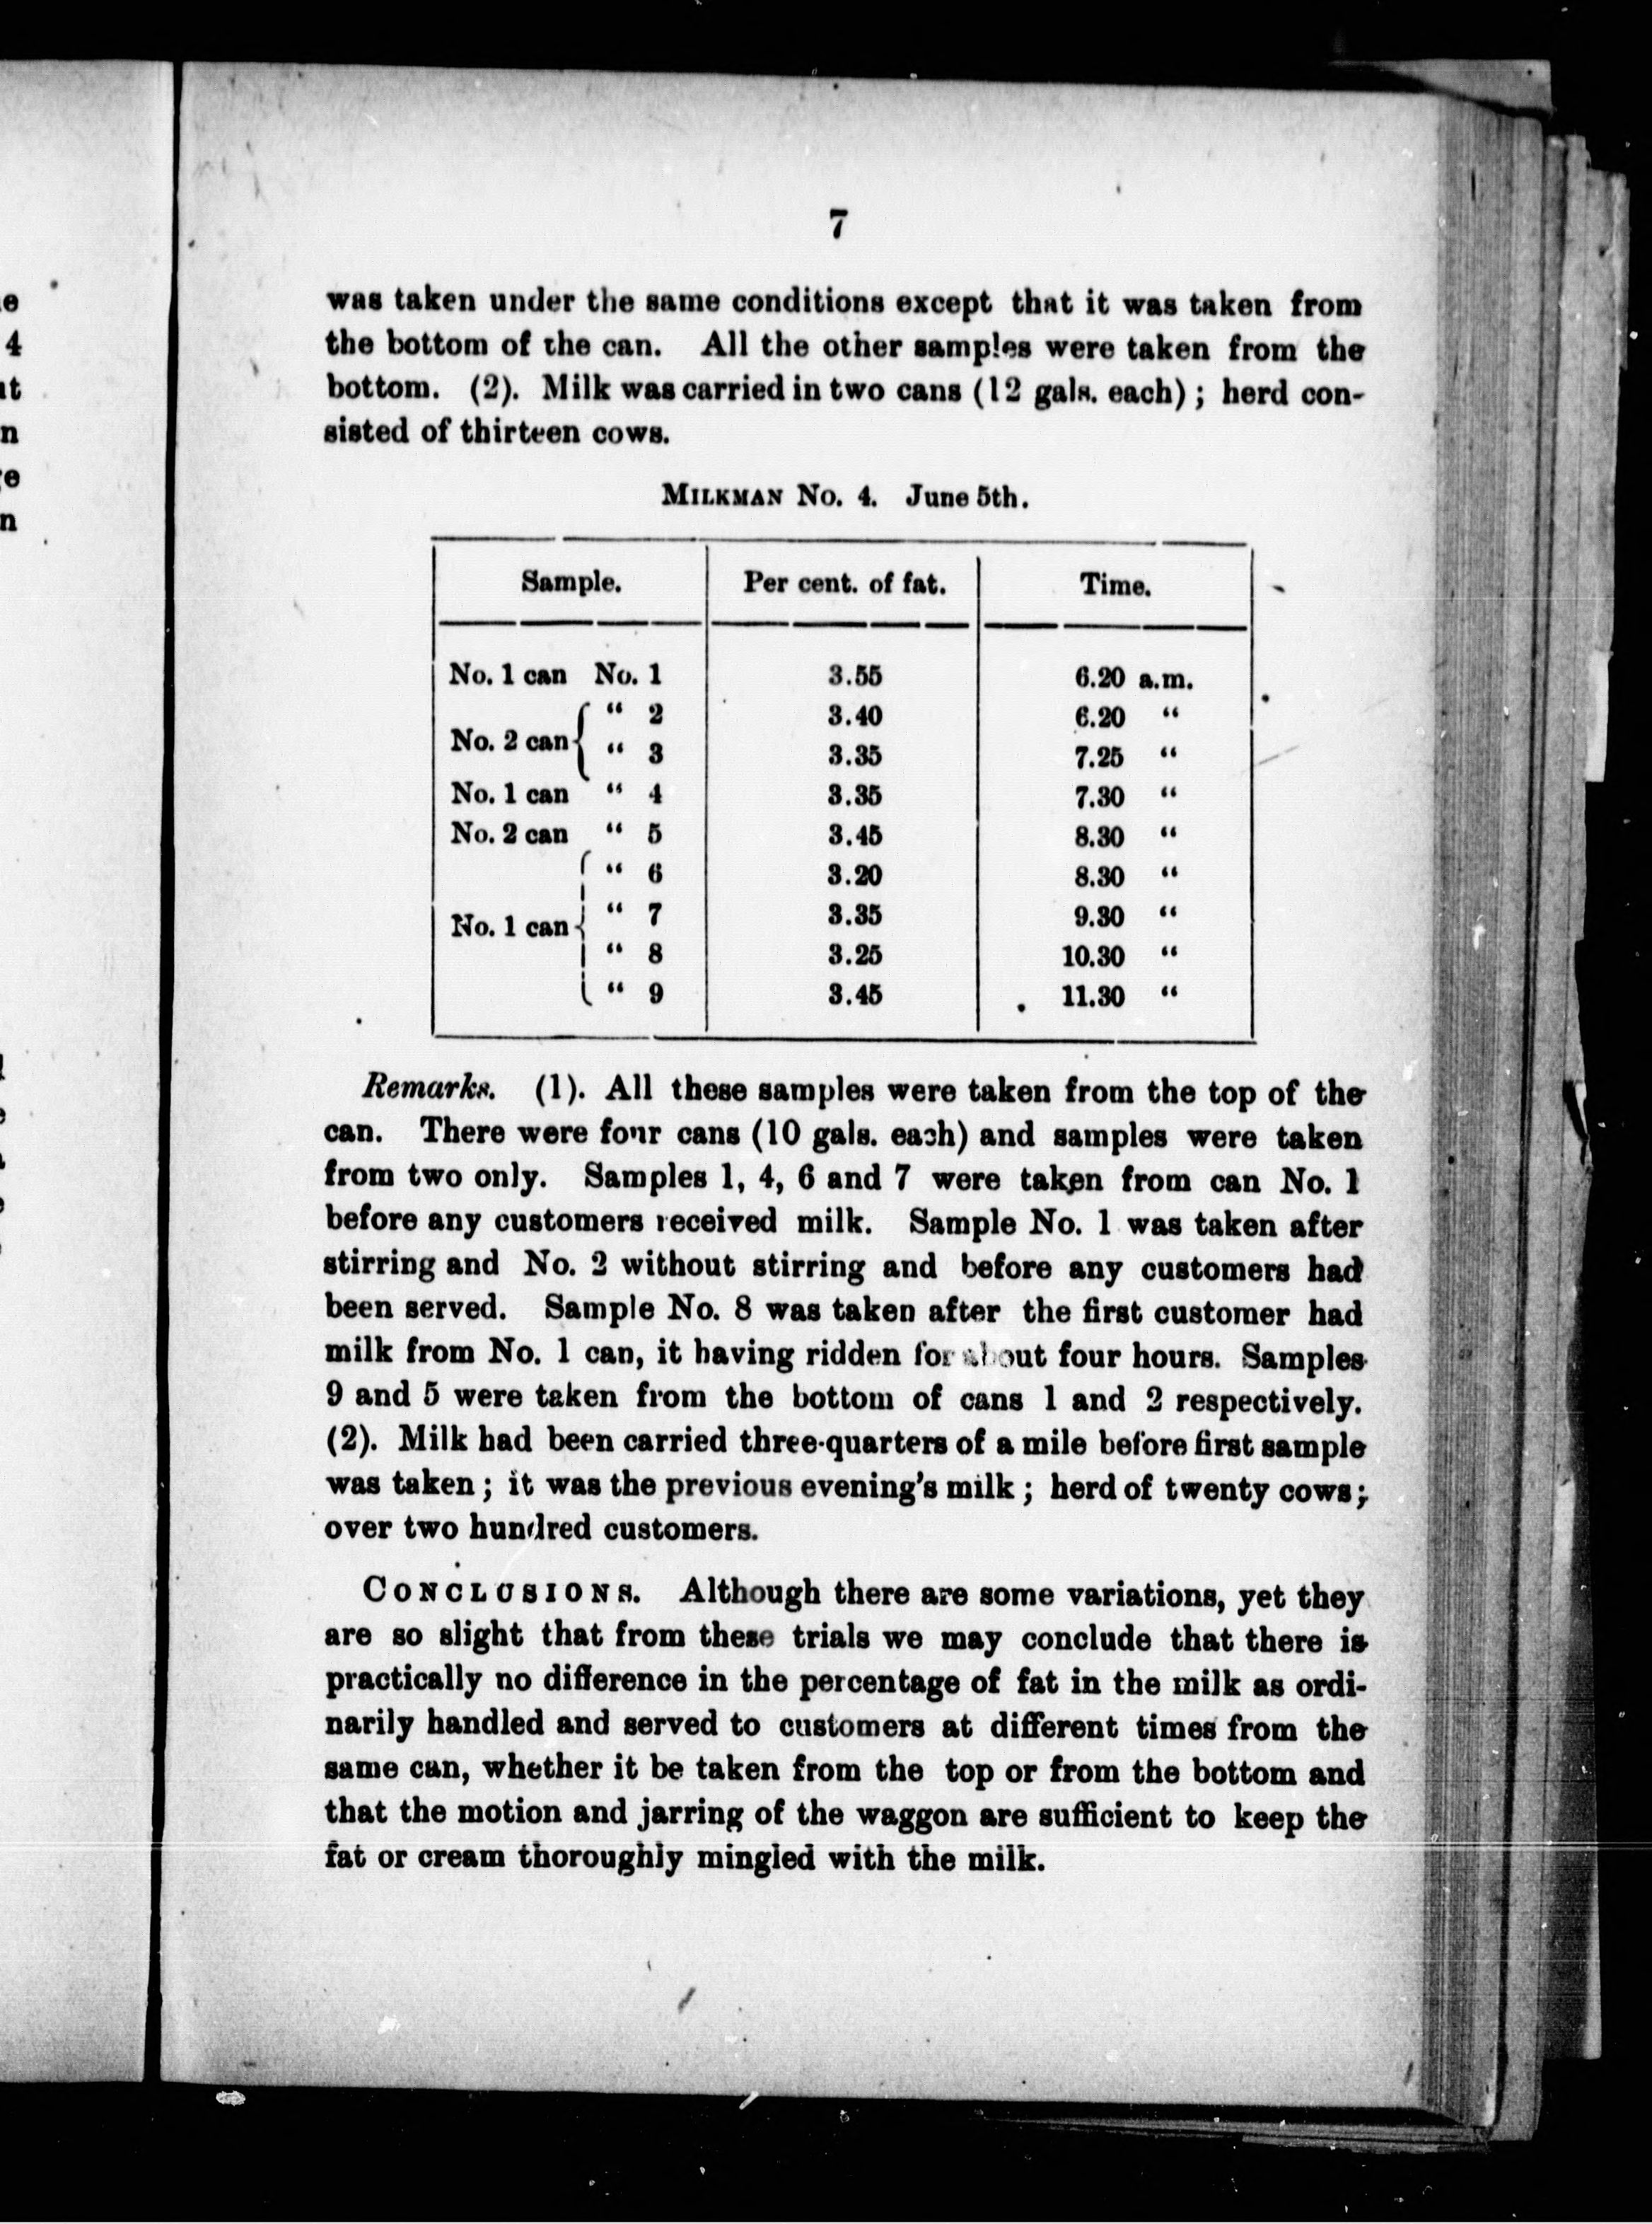 7
was taken under the same conditions except that it was taken from
the bottom of the can. All the other samples were taken from the
bottom. (2). Milk was carried in two cans (12 gals. each) ; herd con-
sisted of thirteen cows.
MILKMAN No. 4. June 5th.
Sample. Per cent. of fat. Time.
No. 1 can No. 1 3.55 6.20 a.m.
No. 2 can { “ 2 3.40 6.20 “
“ 3 3.35 7.25 “
No. 1 can “ 4 3.35 7.30 “
No. 2 can “ 5 3.45 8.30 “
No. 1 can { “ 6 3.20 8.30 “
“ 7 3.35 9.30 “
“ 8 3.25 10.30 “
“ 9 3.45 11.30 “
Remarks. (1). All these samples were taken from the top of the
can. There were four cans (10 gals. each) and samples were taken
from two only. Samples 1, 4, 6 and 7 were taken from can No. 1
before any customers received milk. Sample No. 1 was taken after
stirring and No. 2 without stirring and before any customers had
been served. Sample No. 8 was taken after the first customer had
milk from No. 1 can, it having ridden for about four hours. Samples
9 and 5 were taken from the bottom of cans 1 and 2 respectively.
(2). Milk had been carried three-quarters of a mile before first sample
was taken ; it was the previous evening's milk ; herd of twenty cows ;
over two hundred customers.
CONCLUSIONS. Although there are some variations, yet they
are so slight that from these trials we may conclude that there is
practically no difference in the percentage of fat in the milk as ordi-
narily handled and served to customers at different times from the
same can, whether it be taken from the top or from the bottom and
that the motion and jarring of the waggon are sufficient to keep the
fat or cream thoroughly mingled with the milk.